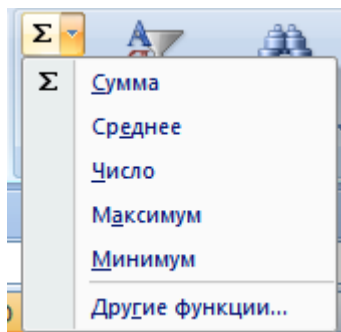 Σ
Σ Сумма
Среднее
Число
Максимум
Минимум
Другие функции...